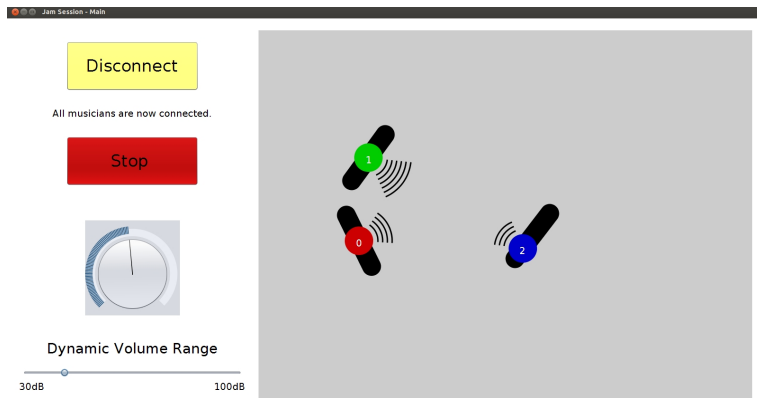 Jam Session - Main
Disconnect
All musicians are now connected.
Stop
1
0
2
Dynamic Volume Range
30dB 100dB